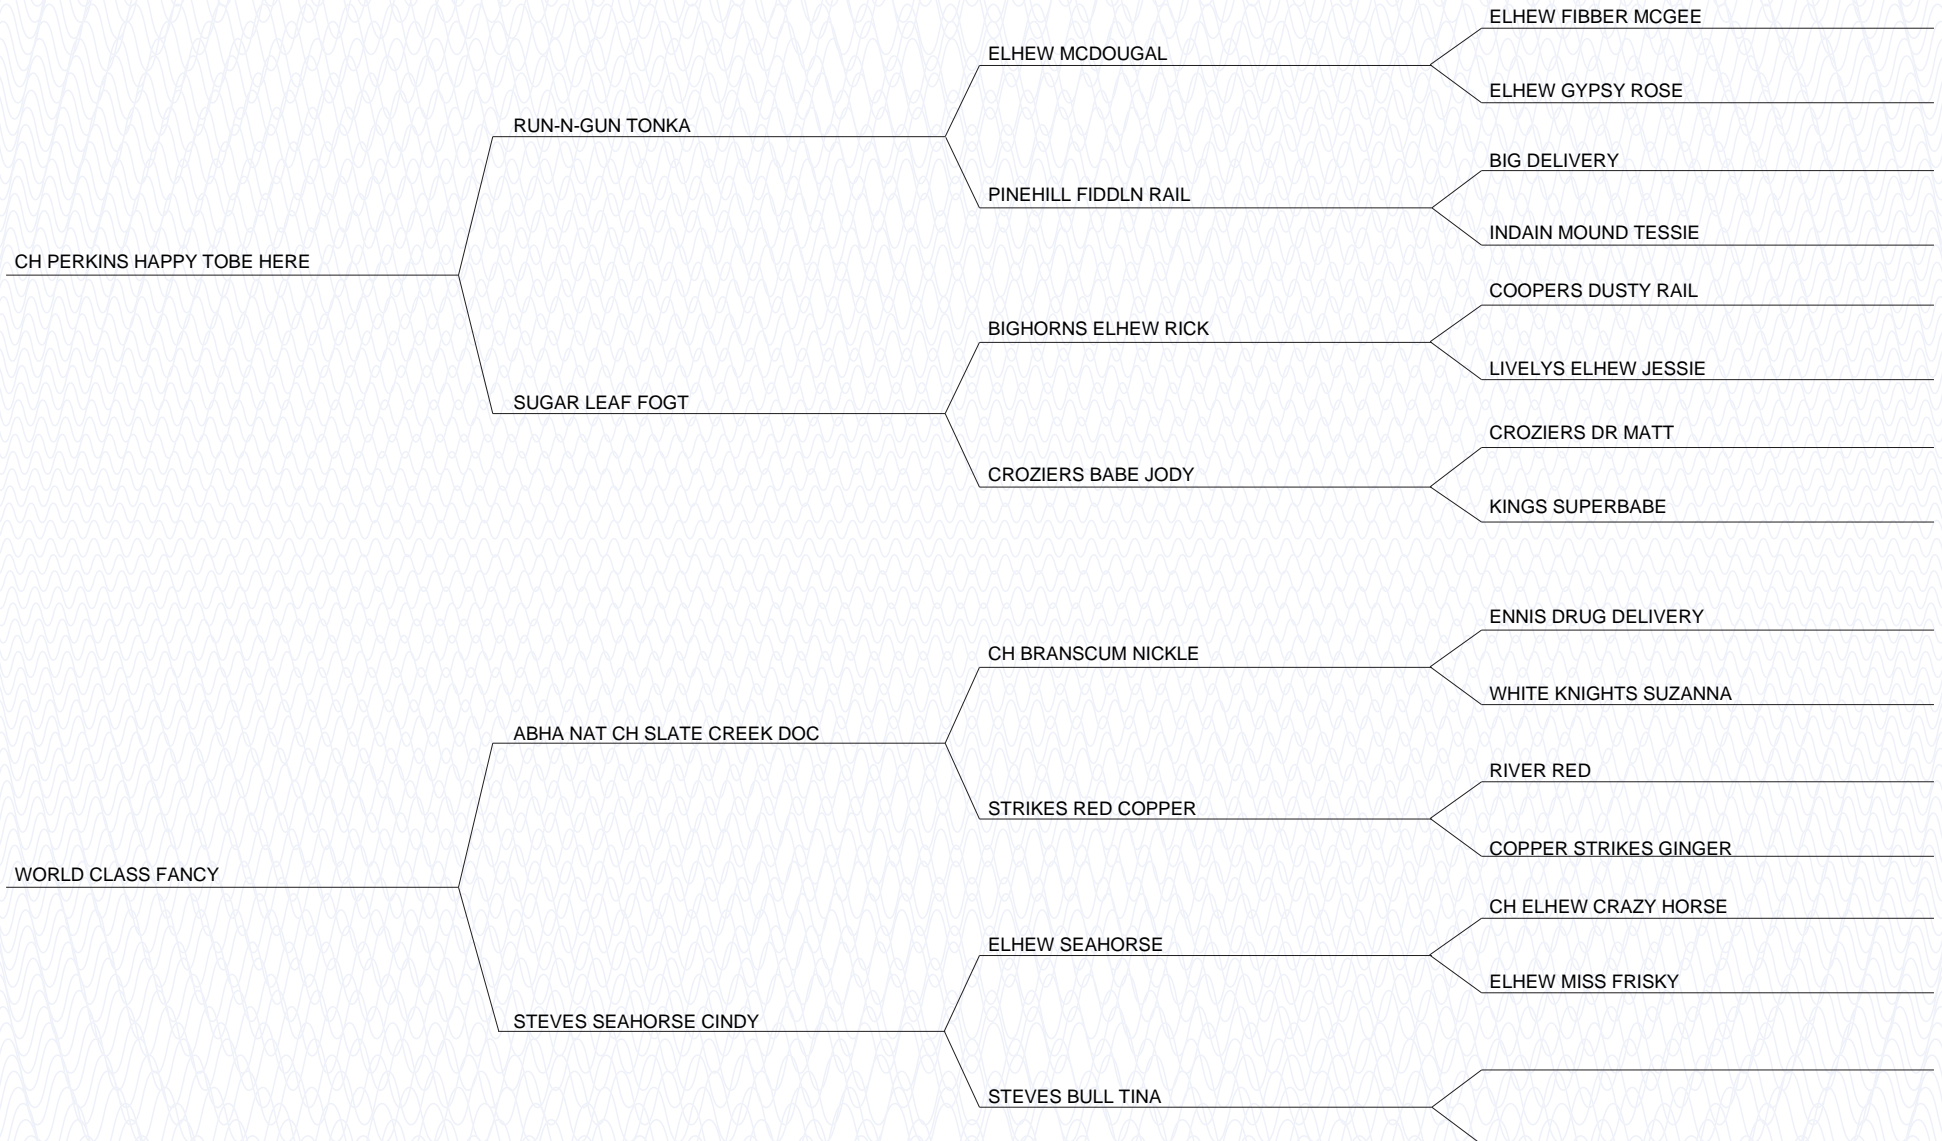 ELHEW FIBBER MCGEE
ELHEW MCDOUGAL
ELHEW GYPSY ROSE
RUN-N-GUN TONKA
BIG DELIVERY
PINEHILL FIDDLN RAIL
INDAIN MOUND TESSIE
CH PERKINS HAPPY TOBE HERE
COOPERS DUSTY RAIL
BIGHORNS ELHEW RICK
LIVELYS ELHEW JESSIE
SUGAR LEAF FOGT
CROZIERS DR MATT
CROZIERS BABE JODY
KINGS SUPERBABE
ENNIS DRUG DELIVERY
CH BRANSCUM NICKLE
WHITE KNIGHTS SUZANNA
ABHA NAT CH SLATE CREEK DOC
RIVER RED
STRIKES RED COPPER
COPPER STRIKES GINGER
WORLD CLASS FANCY
CH ELHEW CRAZY HORSE
ELHEW SEAHORSE
ELHEW MISS FRISKY
STEVES SEAHORSE CINDY
STEVES BULL TINA